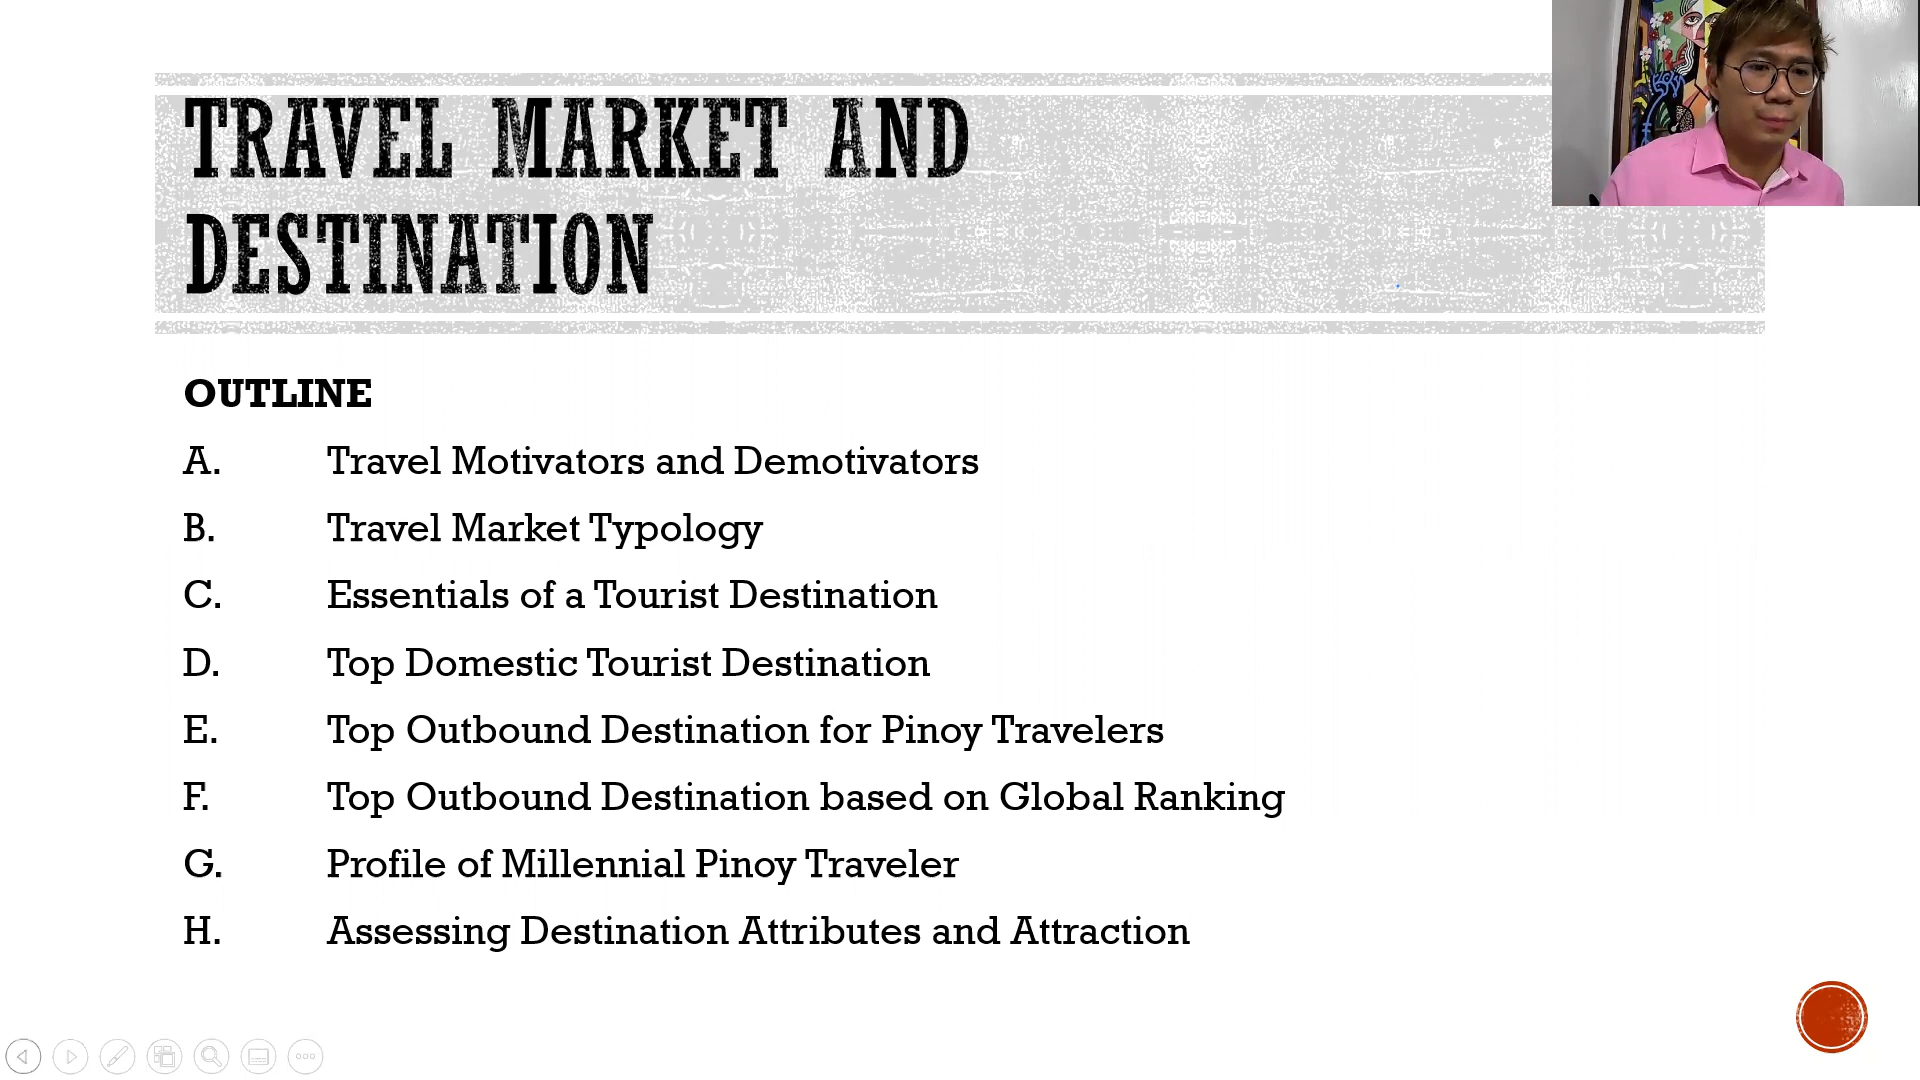 TRAVEL MARKET AND
DESTINATION
OUTLINE
A. Travel Motivators and Demotivators
B. Travel Market Typology
C. Essentials of a Tourist Destination
D. Top Domestic Tourist Destination
E. Top Outbound Destination for Pinoy Travelers
F. Top Outbound Destination based on Global Ranking
G. Profile of Millennial Pinoy Traveler
H. Assessing Destination Attributes and Attraction